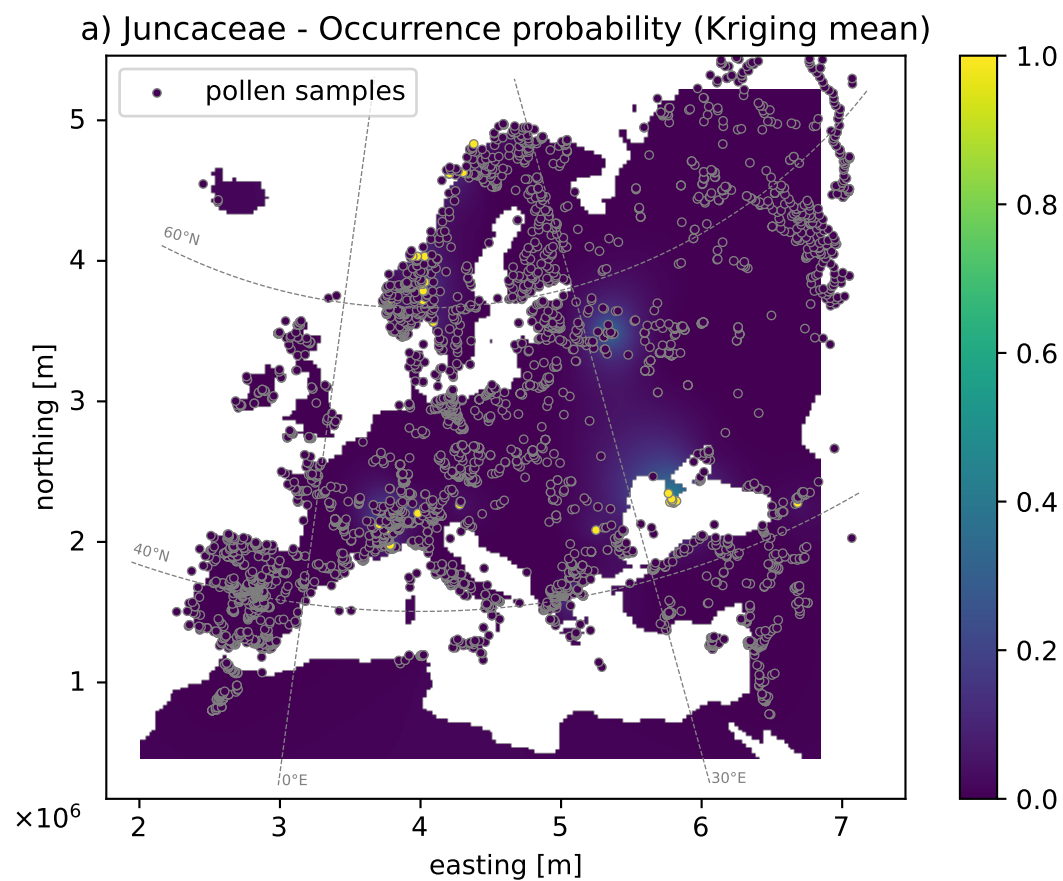 a) Juncaceae - Occurrence probability (Kriging mean)
pollen samples
60°N
40°N
0°E
30°E
northing [m]
5
4
3
2
1
×10⁶
2 3 4 5 6 7
easting [m]
1.0
0.8
0.6
0.4
0.2
0.0